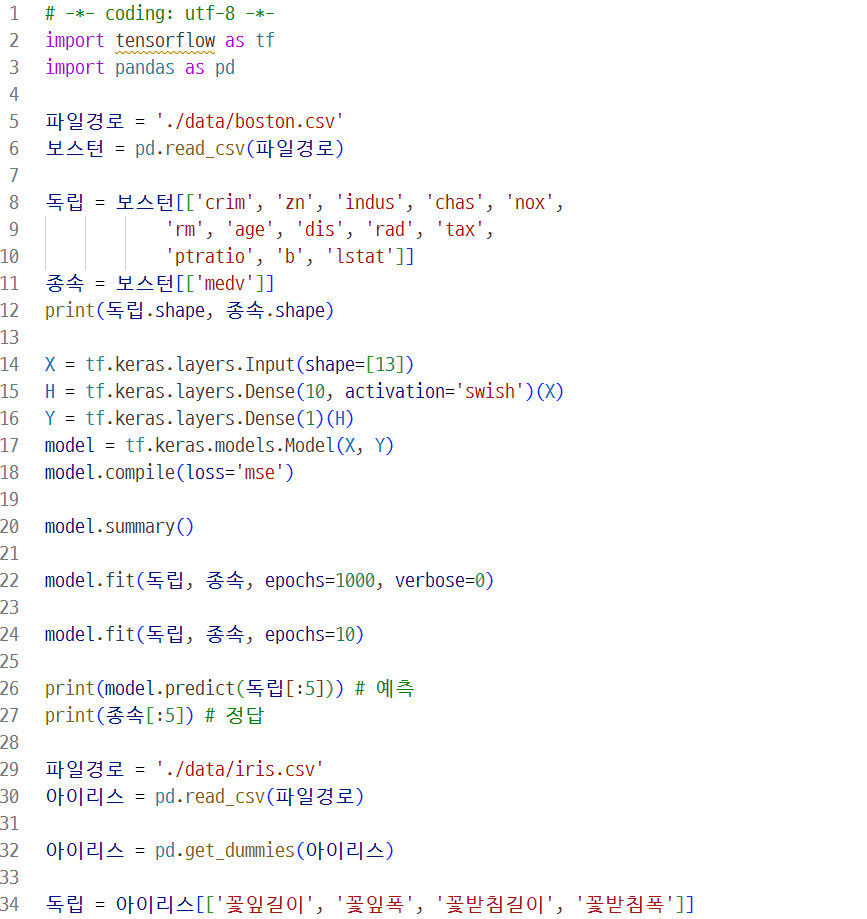 1 # -*- coding: utf-8 -*-
2 import tensorflow as tf
3 import pandas as pd
4
5 파일경로 = './data/boston.csv'
6 보스턴 = pd.read_csv(파일경로)
7
8 독립 = 보스턴[['crim', 'zn', 'indus', 'chas', 'nox',
9             'rm', 'age', 'dis', 'rad', 'tax',
10             'ptratio', 'b', 'lstat']]
11 종속 = 보스턴[['medv']]
12 print(독립.shape, 종속.shape)
13
14 X = tf.keras.layers.Input(shape=[13])
15 H = tf.keras.layers.Dense(10, activation='swish')(X)
16 Y = tf.keras.layers.Dense(1)(H)
17 model = tf.keras.models.Model(X, Y)
18 model.compile(loss='mse')
19
20 model.summary()
21
22 model.fit(독립, 종속, epochs=1000, verbose=0)
23
24 model.fit(독립, 종속, epochs=10)
25
26 print(model.predict(독립[:5])) # 예측
27 print(종속[:5]) # 정답
28
29 파일경로 = './data/iris.csv'
30 아이리스 = pd.read_csv(파일경로)
31
32 아이리스 = pd.get_dummies(아이리스)
33
34 독립 = 아이리스[['꽃잎길이', '꽃잎폭', '꽃받침길이', '꽃받침폭']]